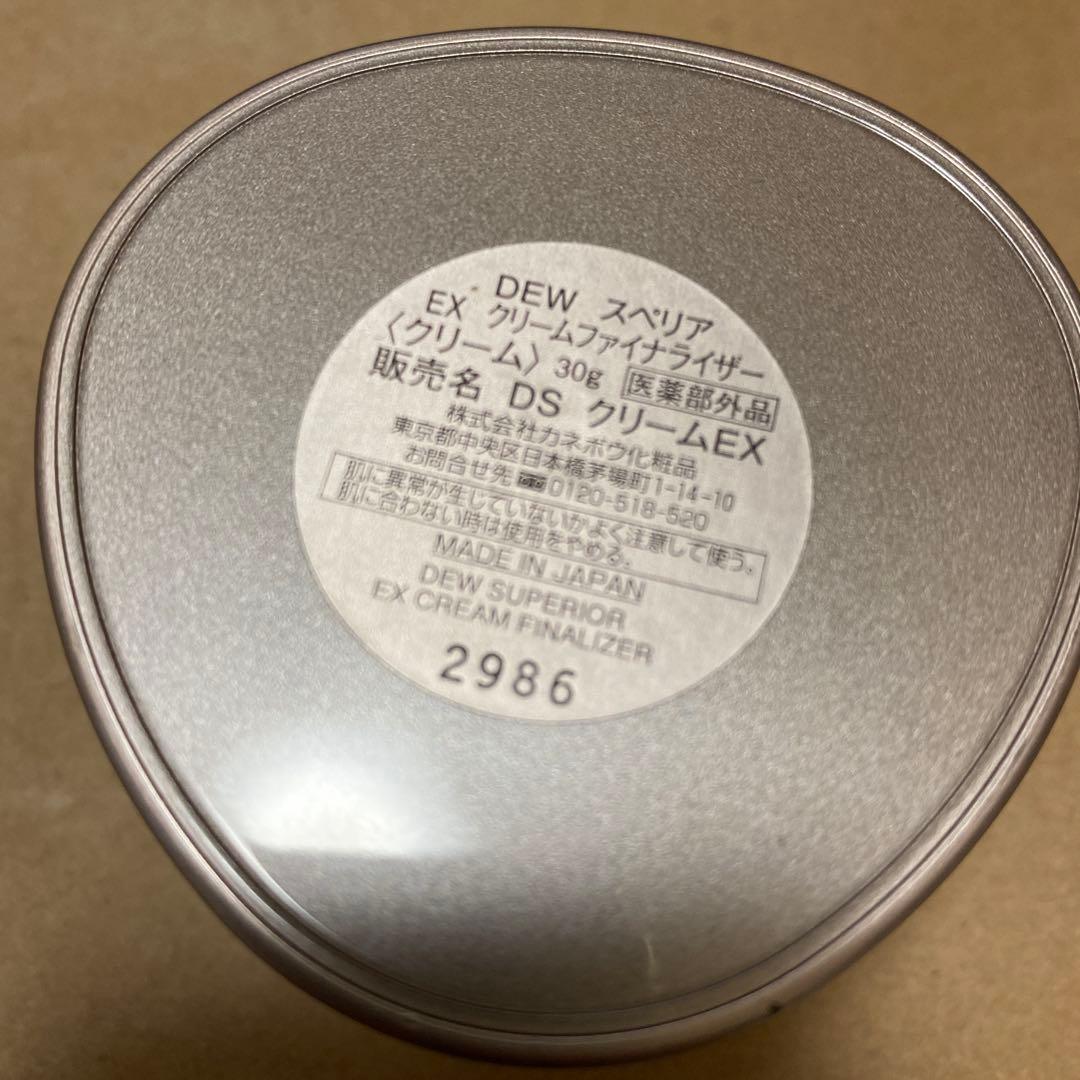 DEW スペリア
EX クリームファイナライザー
〈クリーム〉 30g 医薬部外品
販売名 DS クリームEX
株式会社カネボウ化粧品
東京都中央区日本橋茅場町1-14-10
お問合せ先☎0120-518-520
肌に異常が生じていないかよく注意して使う。
肌に合わない時は使用をやめる。
MADE IN JAPAN
DEW SUPERIOR
EX CREAM FINALIZER
2986